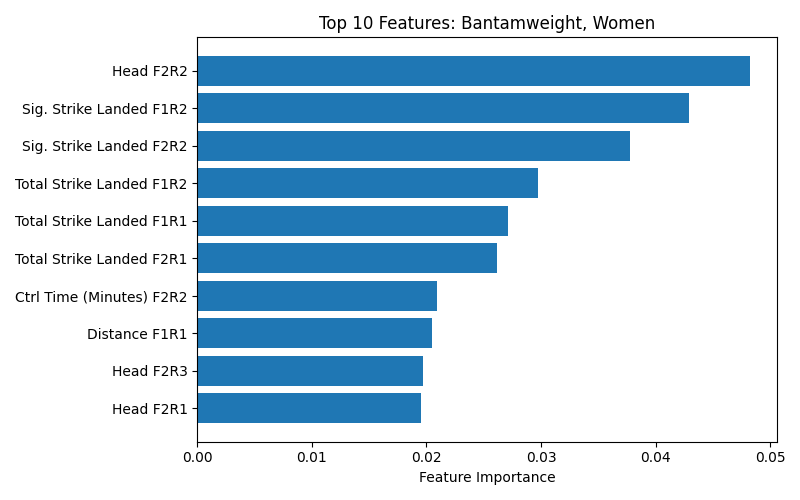 Top 10 Features: Bantamweight, Women
Head F2R2
Sig. Strike Landed F1R2
Sig. Strike Landed F2R2
Total Strike Landed F1R2
Total Strike Landed F1R1
Total Strike Landed F2R1
Ctrl Time (Minutes) F2R2
Distance F1R1
Head F2R3
Head F2R1
0.00 0.01 0.02 0.03 0.04 0.05
Feature Importance